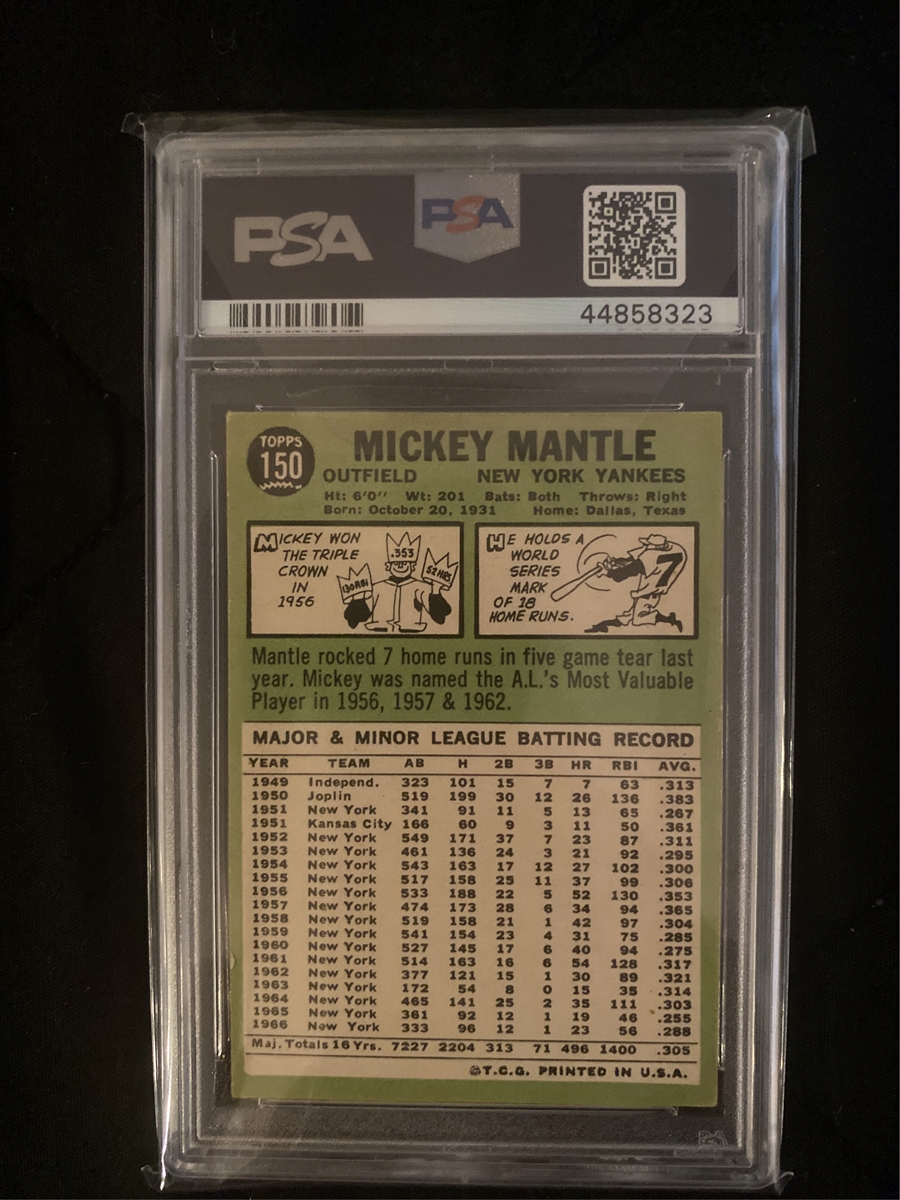 PSA PSA
44858323
TOPPS
150
MICKEY MANTLE
OUTFIELD NEW YORK YANKEES
Ht: 6'0'' Wt: 201 Bats: Both Throws: Right
Born: October 20, 1931 Home: Dallas, Texas
MICKEY WON
THE TRIPLE
CROWN
IN
1956
.353
130 RBI
52 HRS
HE HOLDS A
WORLD
SERIES
MARK
OF 18
HOME RUNS.
7
Mantle rocked 7 home runs in five game tear last
year. Mickey was named the A.L.'s Most Valuable
Player in 1956, 1957 & 1962.
MAJOR & MINOR LEAGUE BATTING RECORD
YEAR TEAM AB H 2B 3B HR RBI AVG.
1949 Independ. 323 101 15 7 7 63 .313
1950 Joplin 519 199 30 12 26 136 .383
1951 New York 341 91 11 5 13 65 .267
1951 Kansas City 166 60 9 3 11 50 .361
1952 New York 549 171 37 7 23 87 .311
1953 New York 461 136 24 3 21 92 .295
1954 New York 543 163 17 12 27 102 .300
1955 New York 517 158 25 11 37 99 .306
1956 New York 533 188 22 5 52 130 .353
1957 New York 474 173 28 6 34 94 .365
1958 New York 519 158 21 1 42 97 .304
1959 New York 541 154 23 4 31 75 .285
1960 New York 527 145 17 6 40 94 .275
1961 New York 514 163 16 6 54 128 .317
1962 New York 377 121 15 1 30 89 .321
1963 New York 172 54 8 0 15 35 .314
1964 New York 465 141 25 2 35 111 .303
1965 New York 361 92 12 1 19 46 .255
1966 New York 333 96 12 1 23 56 .288
Maj. Totals 16 Yrs. 7227 2204 313 71 496 1400 .305
©T.C.G. PRINTED IN U.S.A.
PSA